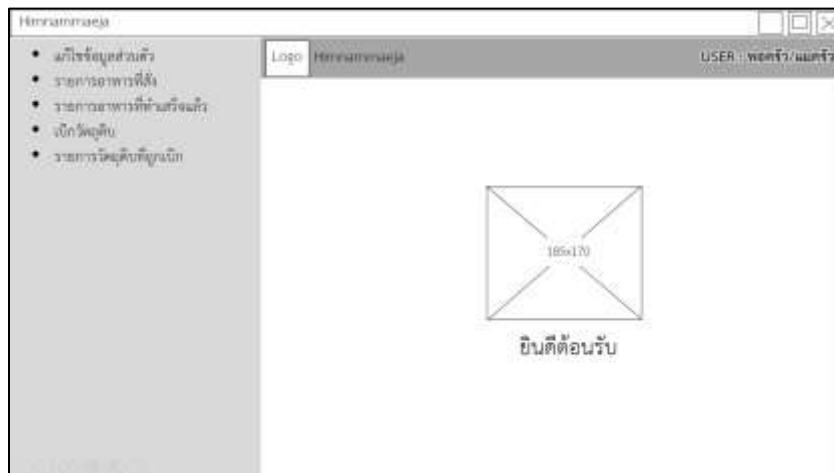 Himnammaeja
แก้ไขข้อมูลส่วนตัว
รายการอาหารที่สั่ง
รายการอาหารที่ทำเสร็จแล้ว
เบิกวัตถุดิบ
รายการวัตถุดิบที่ถูกเบิก
Logo Himnammaeja
USER : พ่อครัว/แม่ครัว
185x170
ยินดีต้อนรับ